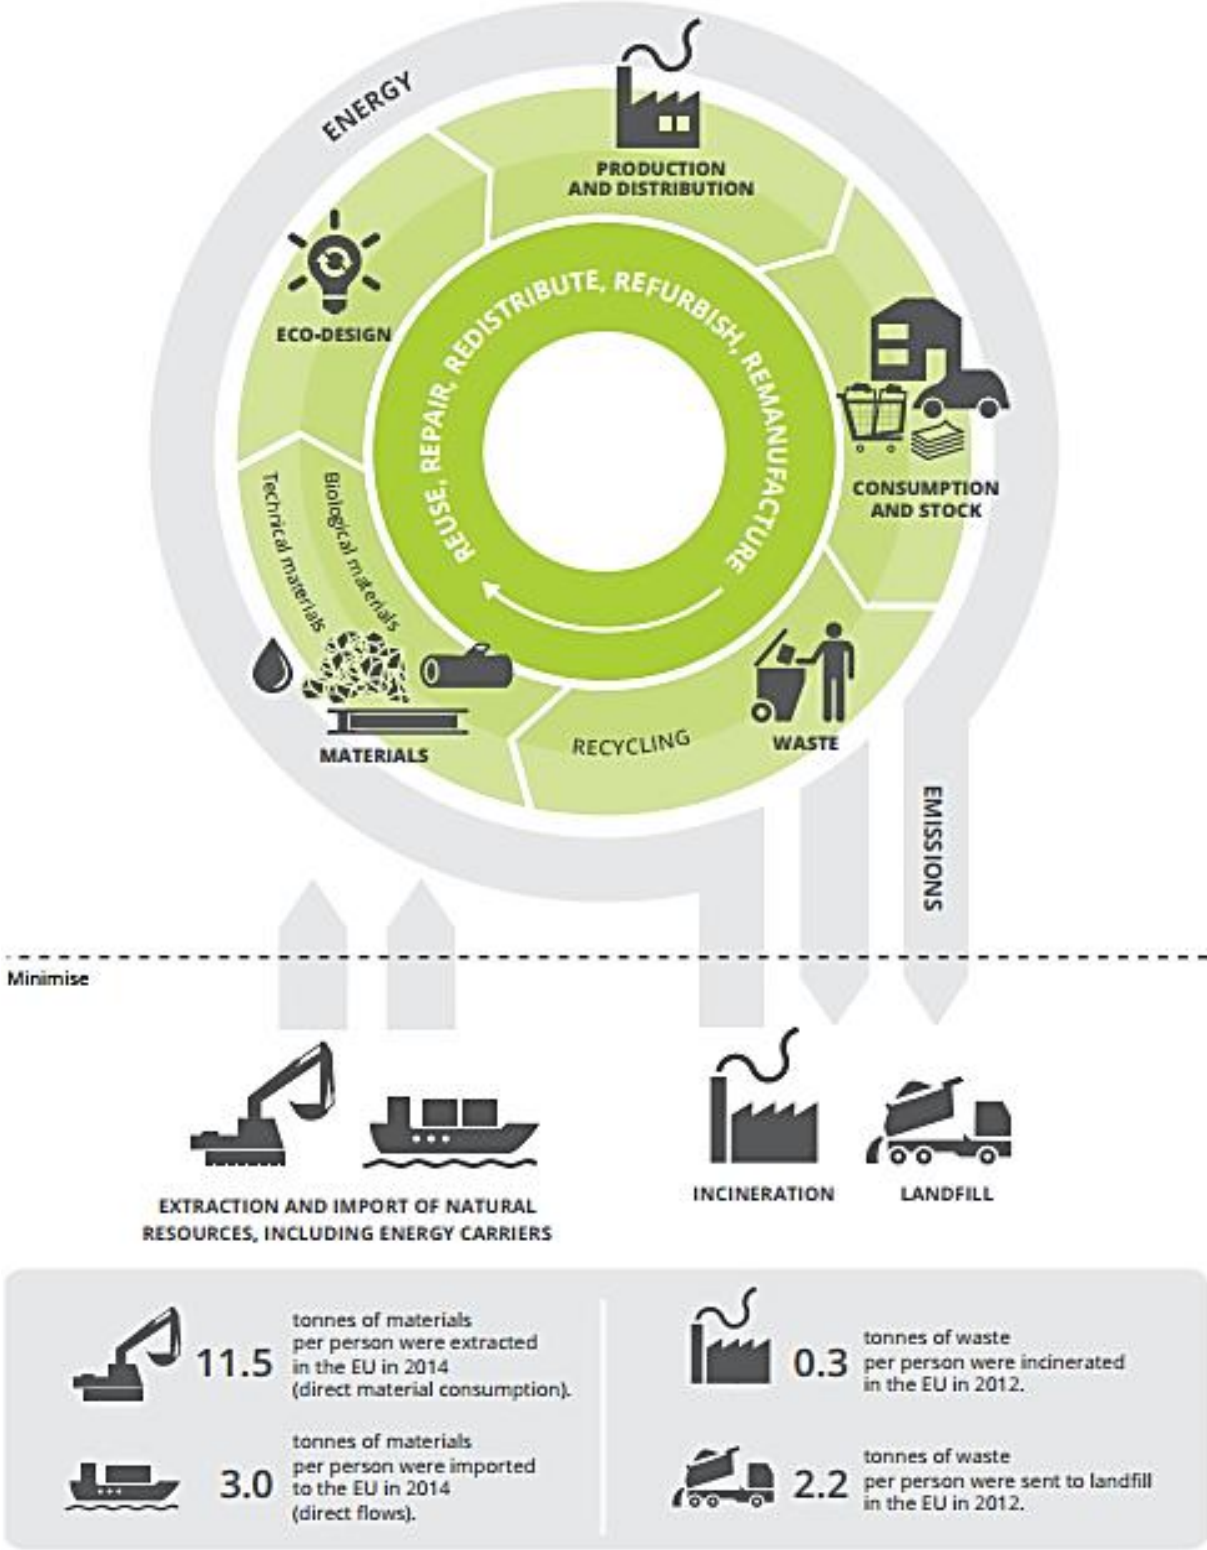 ENERGY
PRODUCTION
AND DISTRIBUTION
ECO-DESIGN
REUSE, REPAIR, REDISTRIBUTE, REFURBISH, REMANUFACTURE
CONSUMPTION
AND STOCK
Technical materials
Biological materials
MATERIALS
RECYCLING
WASTE
EMISSIONS
Minimise
EXTRACTION AND IMPORT OF NATURAL
RESOURCES, INCLUDING ENERGY CARRIERS
INCINERATION
LANDFILL
11.5
tonnes of materials
per person were extracted
in the EU in 2014
(direct material consumption).
3.0
tonnes of materials
per person were imported
to the EU in 2014
(direct flows).
0.3
tonnes of waste
per person were incinerated
in the EU in 2012.
2.2
tonnes of waste
per person were sent to landfill
in the EU in 2012.